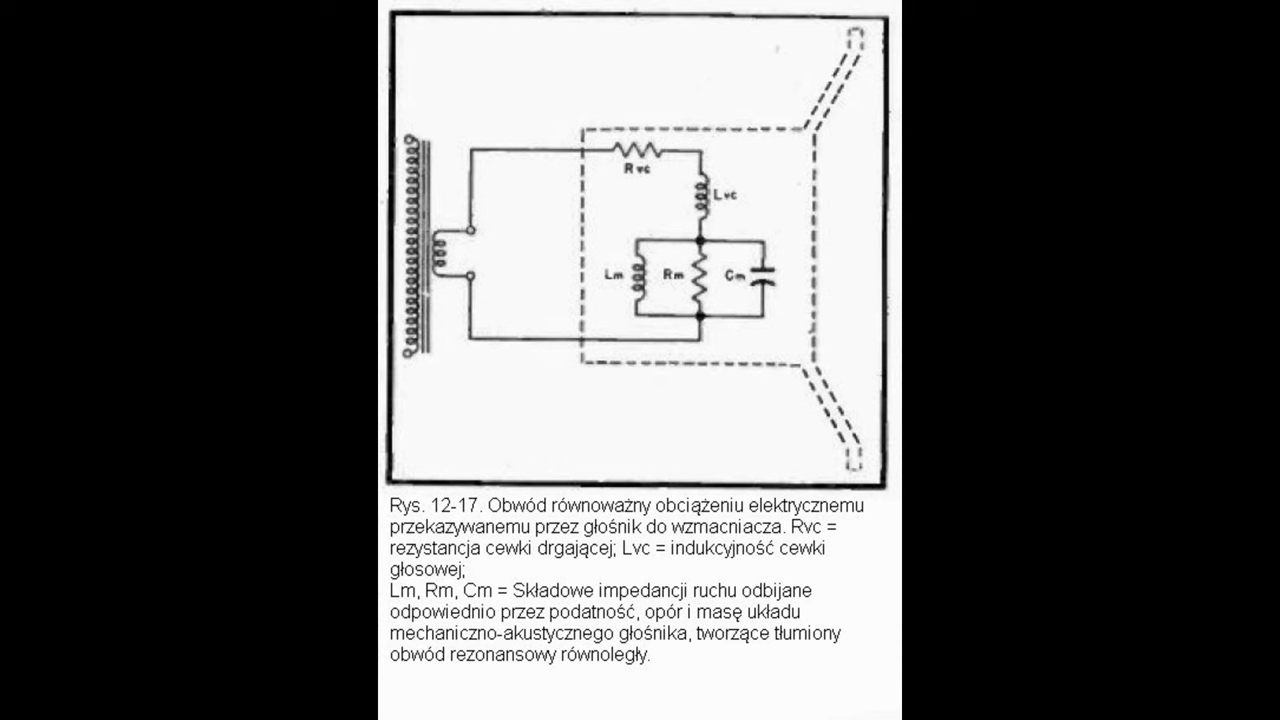 Rvc
Lvc
Lm
Rm
Cm
Rys. 12-17. Obwód równoważny obciążeniu elektrycznemu
przekazywanemu przez głośnik do wzmacniacza. Rvc =
rezystancja cewki drgającej; Lvc = indukcyjność cewki
głosowej;
Lm, Rm, Cm = Składowe impedancji ruchu odbijane
odpowiednio przez podatność, opór i masę układu
mechaniczno-akustycznego głośnika, tworzące tłumiony
obwód rezonansowy równoległy.